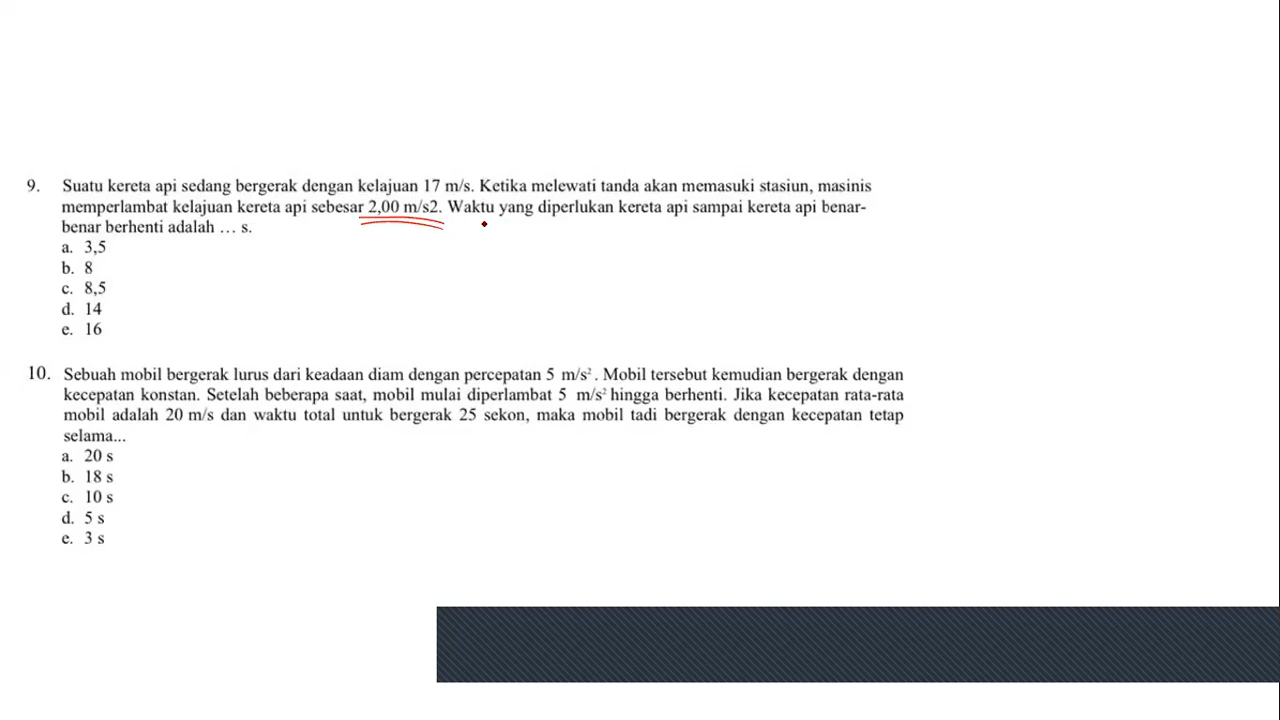 9. Suatu kereta api sedang bergerak dengan kelajuan 17 m/s. Ketika melewati tanda akan memasuki stasiun, masinis
memperlambat kelajuan kereta api sebesar 2,00 m/s2. Waktu yang diperlukan kereta api sampai kereta api benar-
benar berhenti adalah … s.
a. 3,5
b. 8
c. 8,5
d. 14
e. 16
10. Sebuah mobil bergerak lurus dari keadaan diam dengan percepatan 5 m/s². Mobil tersebut kemudian bergerak dengan
kecepatan konstan. Setelah beberapa saat, mobil mulai diperlambat 5 m/s² hingga berhenti. Jika kecepatan rata-rata
mobil adalah 20 m/s dan waktu total untuk bergerak 25 sekon, maka mobil tadi bergerak dengan kecepatan tetap
selama...
a. 20 s
b. 18 s
c. 10 s
d. 5 s
e. 3 s